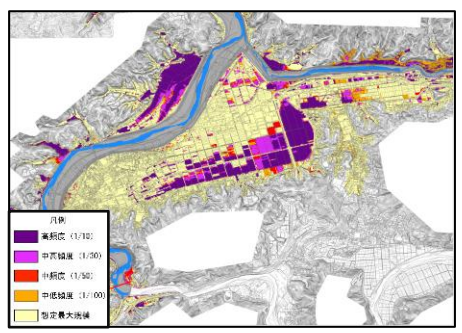 凡例
高頻度（1/10）
中高頻度（1/30）
中頻度（1/50）
中低頻度（1/100）
想定最大規模